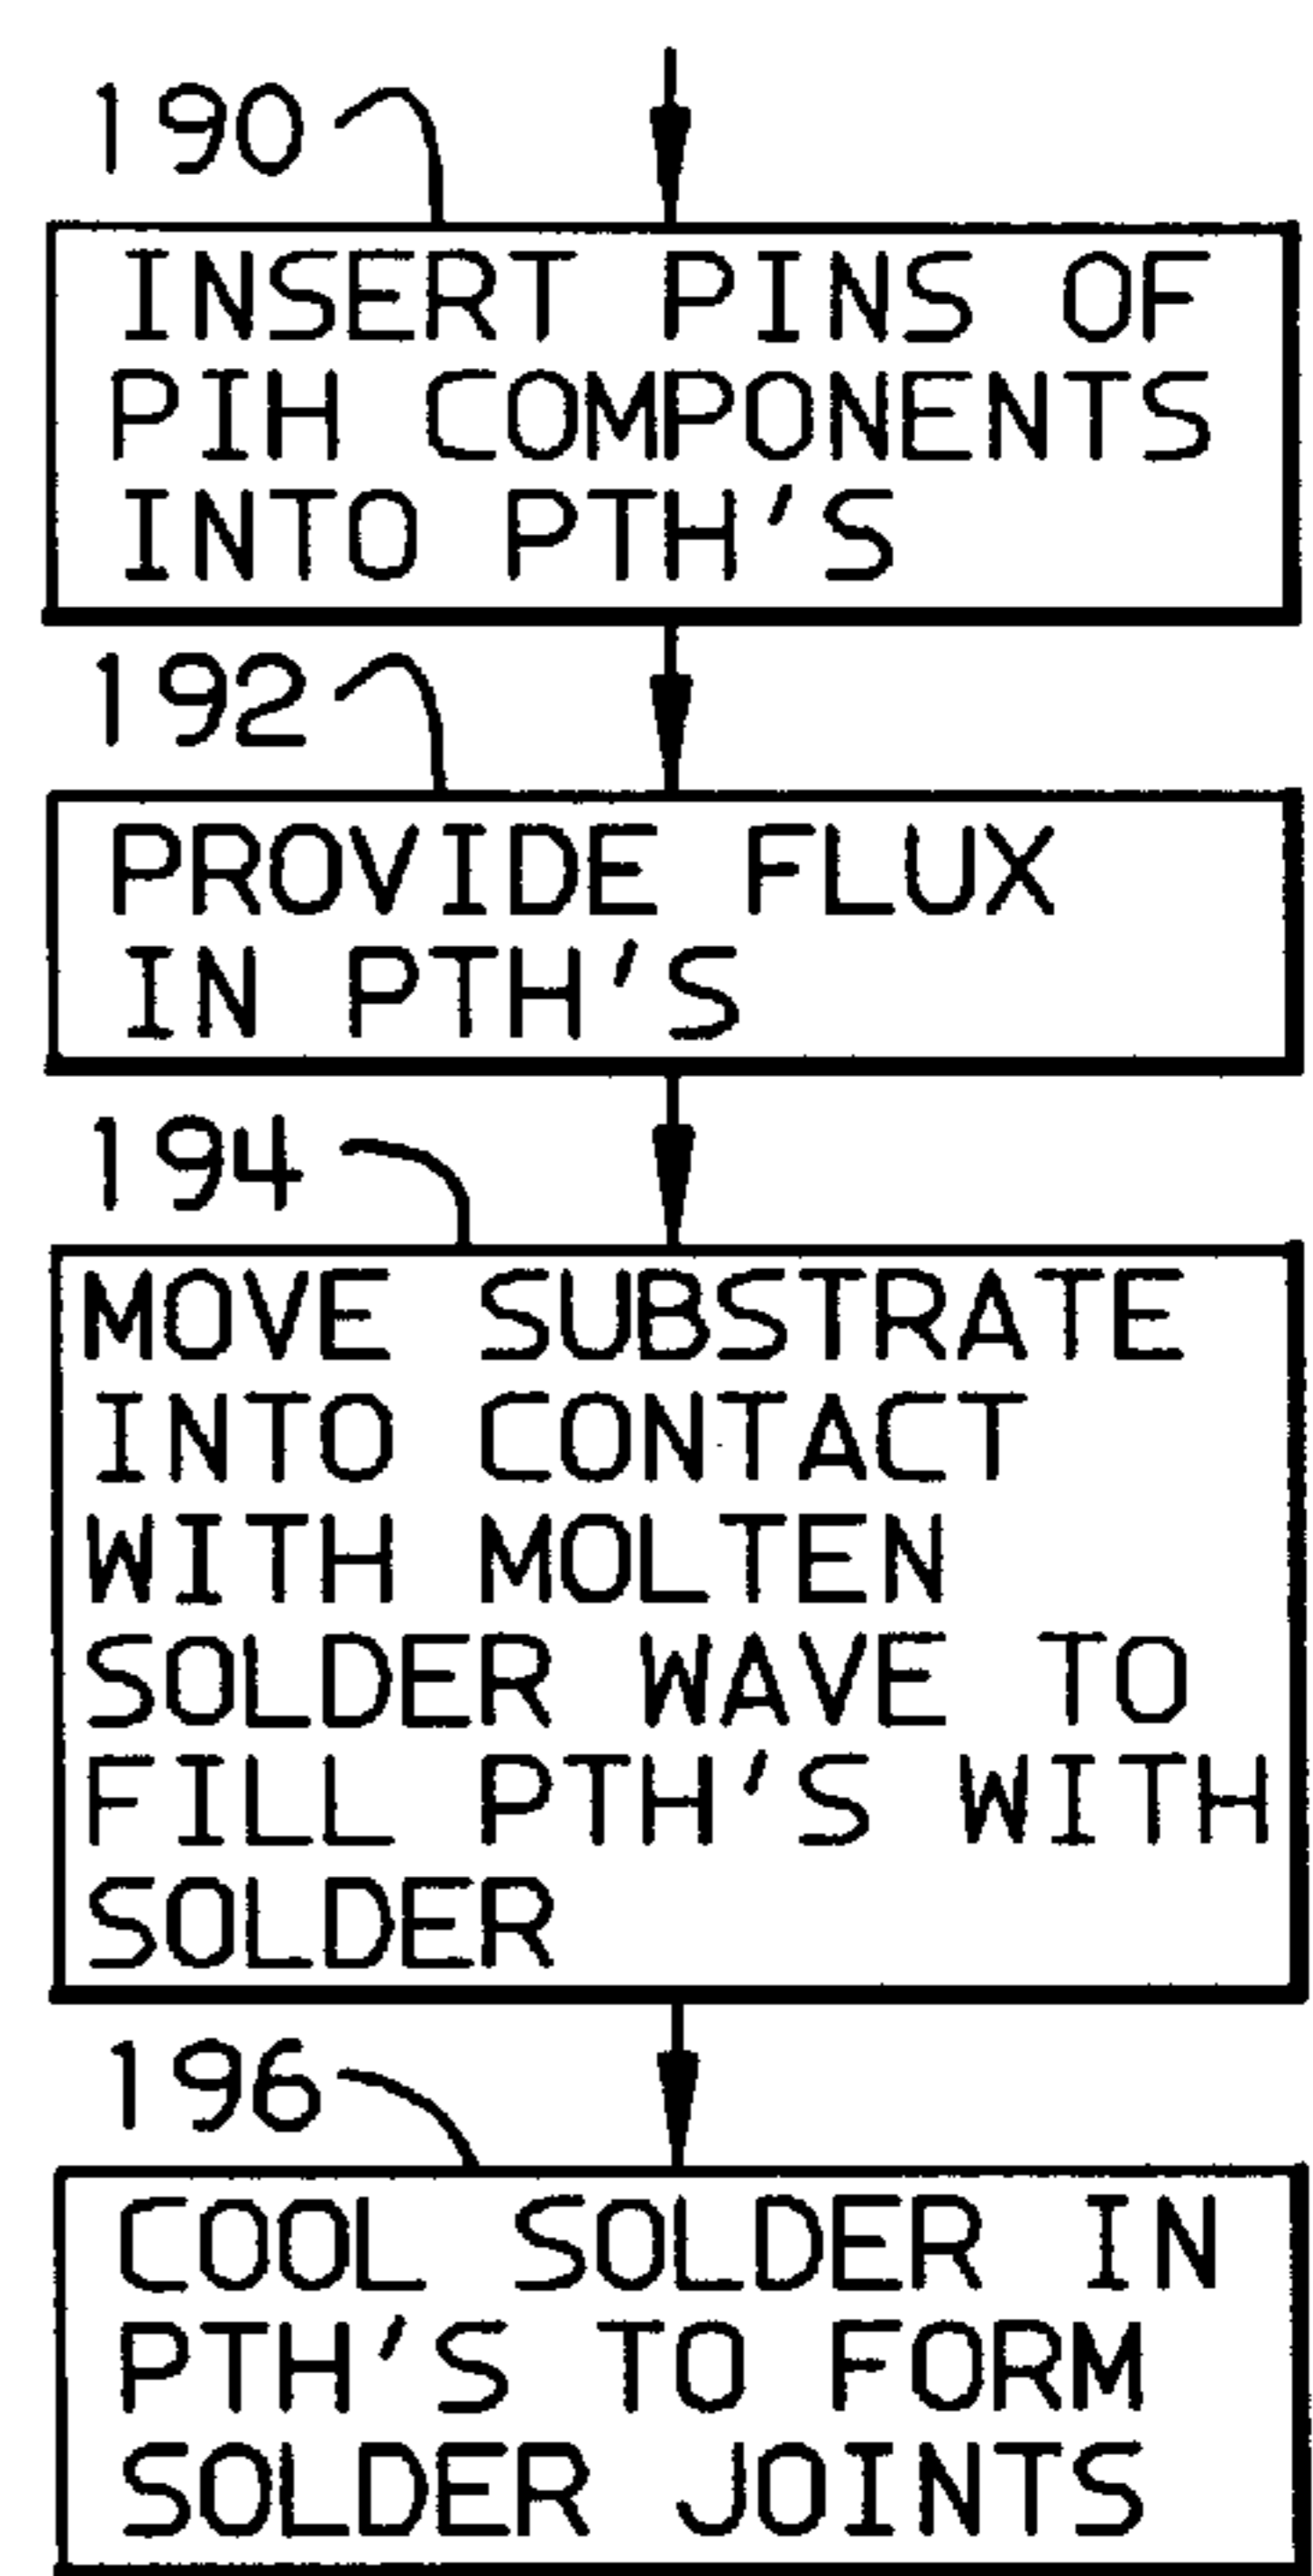 190
INSERT PINS OF
PIH COMPONENTS
INTO PTH'S
192
PROVIDE FLUX
IN PTH'S
194
MOVE SUBSTRATE
INTO CONTACT
WITH MOLTEN
SOLDER WAVE TO
FILL PTH'S WITH
SOLDER
196
COOL SOLDER IN
PTH'S TO FORM
SOLDER JOINTS